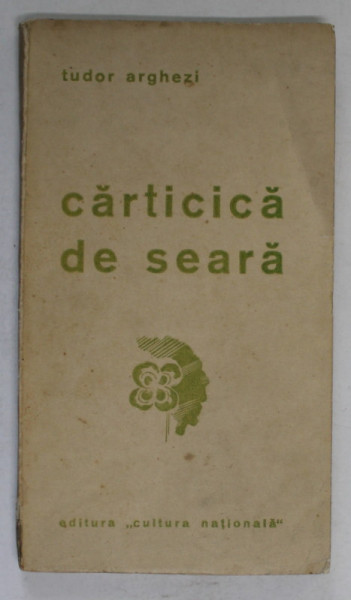 tudor arghezi
cărticică
de seară
editura „cultura națională"